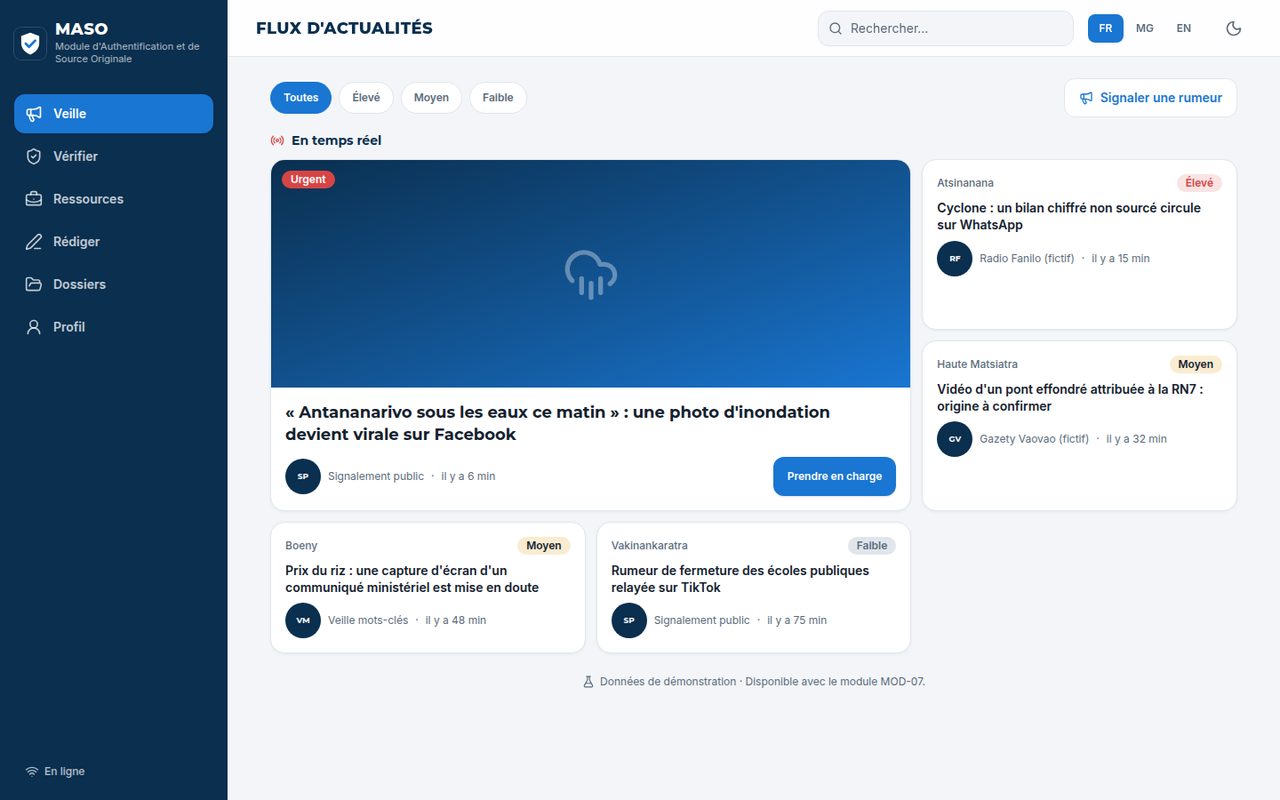 MASO
Module d'Authentification et de
Source Originale
Veille
Vérifier
Ressources
Rédiger
Dossiers
Profil
En ligne
FLUX D'ACTUALITÉS
Rechercher...
FR
MG
EN
Toutes
Élevé
Moyen
Faible
Signaler une rumeur
En temps réel
Urgent
« Antananarivo sous les eaux ce matin » : une photo d'inondation
devient virale sur Facebook
SP
Signalement public · il y a 6 min
Prendre en charge
Atsinanana
Élevé
Cyclone : un bilan chiffré non sourcé circule
sur WhatsApp
RF
Radio Fanilo (fictif) · il y a 15 min
Haute Matsiatra
Moyen
Vidéo d'un pont effondré attribuée à la RN7 :
origine à confirmer
GV
Gazety Vaovao (fictif) · il y a 32 min
Boeny
Moyen
Prix du riz : une capture d'écran d'un
communiqué ministériel est mise en doute
VM
Veille mots-clés · il y a 48 min
Vakinankaratra
Faible
Rumeur de fermeture des écoles publiques
relayée sur TikTok
SP
Signalement public · il y a 75 min
Données de démonstration · Disponible avec le module MOD-07.